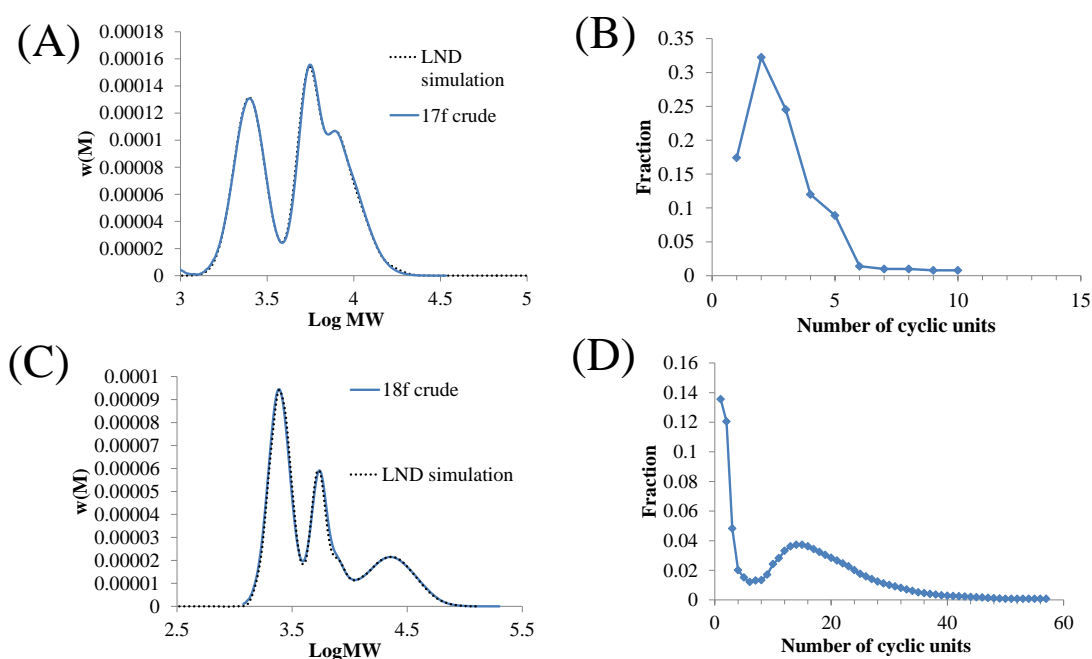 (A)
0.00018
0.00016
0.00014
0.00012
0.0001
0.00008
0.00006
0.00004
0.00002
0
w(M)
3 3.5 4 4.5 5
Log MW
LND
simulation
17f crude
(B)
0.35
0.3
0.25
0.2
0.15
0.1
0.05
0
Fraction
0 5 10 15
Number of cyclic units
(C)
0.0001
0.00009
0.00008
0.00007
0.00006
0.00005
0.00004
0.00003
0.00002
0.00001
0
w(M)
2.5 3.5 4.5 5.5
LogMW
18f crude
LND simulation
(D)
0.16
0.14
0.12
0.1
0.08
0.06
0.04
0.02
0
Fraction
0 20 40 60
Number of cyclic units